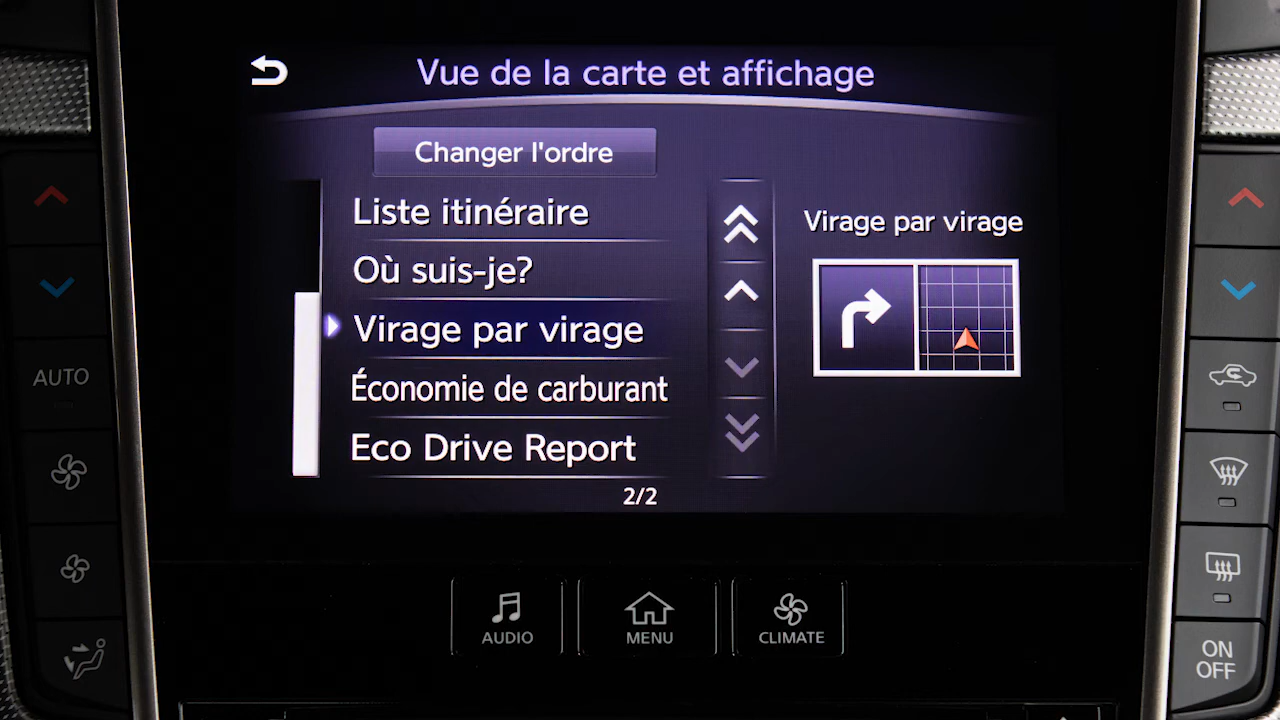 Vue de la carte et affichage
Changer l'ordre
Liste itinéraire
Où suis-je?
Virage par virage
Économie de carburant
Eco Drive Report
2/2
Virage par virage
AUTO
AUDIO
MENU
CLIMATE
ON
OFF